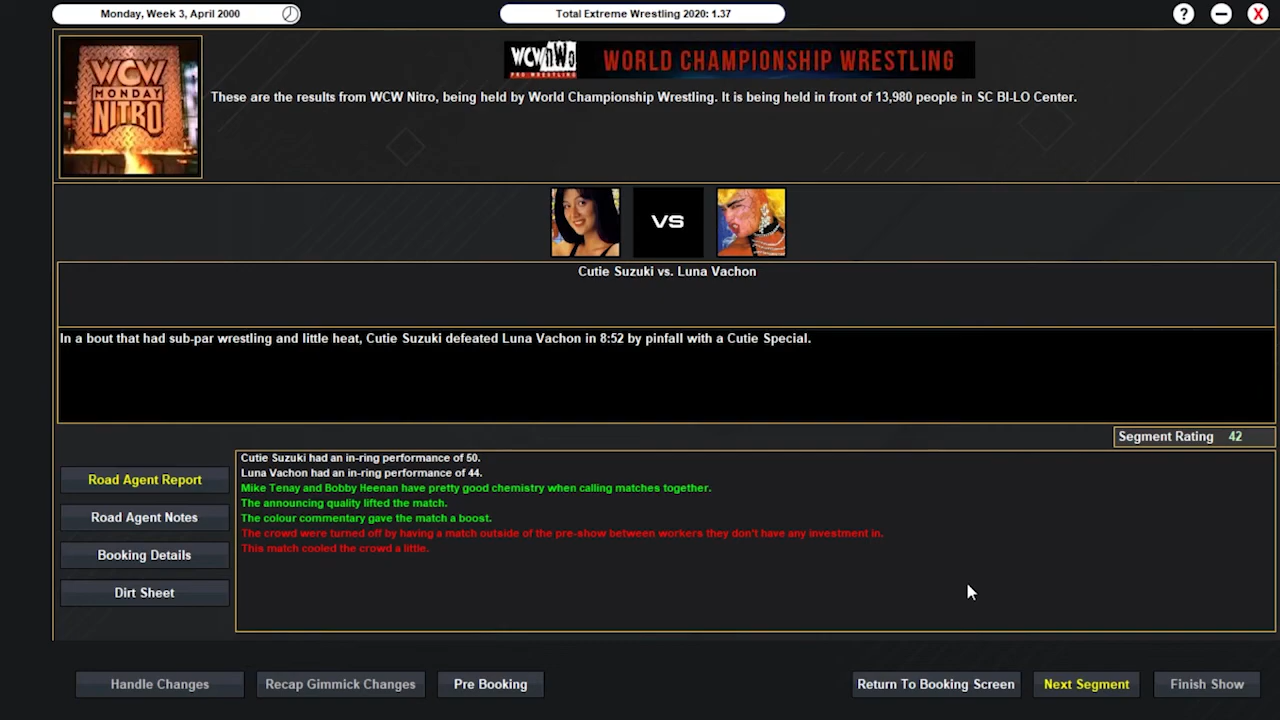 Monday, Week 3, April 2000
Total Extreme Wrestling 2020: 1.37
?
X
WCW
MONDAY
NITRO
WCW nWo
PRO WRESTLING
WORLD CHAMPIONSHIP WRESTLING
These are the results from WCW Nitro, being held by World Championship Wrestling. It is being held in front of 13,980 people in SC BI-LO Center.
VS
Cutie Suzuki vs. Luna Vachon
In a bout that had sub-par wrestling and little heat, Cutie Suzuki defeated Luna Vachon in 8:52 by pinfall with a Cutie Special.
Segment Rating 42
Road Agent Report
Road Agent Notes
Booking Details
Dirt Sheet
Cutie Suzuki had an in-ring performance of 50.
Luna Vachon had an in-ring performance of 44.
Mike Tenay and Bobby Heenan have pretty good chemistry when calling matches together.
The announcing quality lifted the match.
The colour commentary gave the match a boost.
The crowd were turned off by having a match outside of the pre-show between workers they don't have any investment in.
This match cooled the crowd a little.
Handle Changes
Recap Gimmick Changes
Pre Booking
Return To Booking Screen
Next Segment
Finish Show